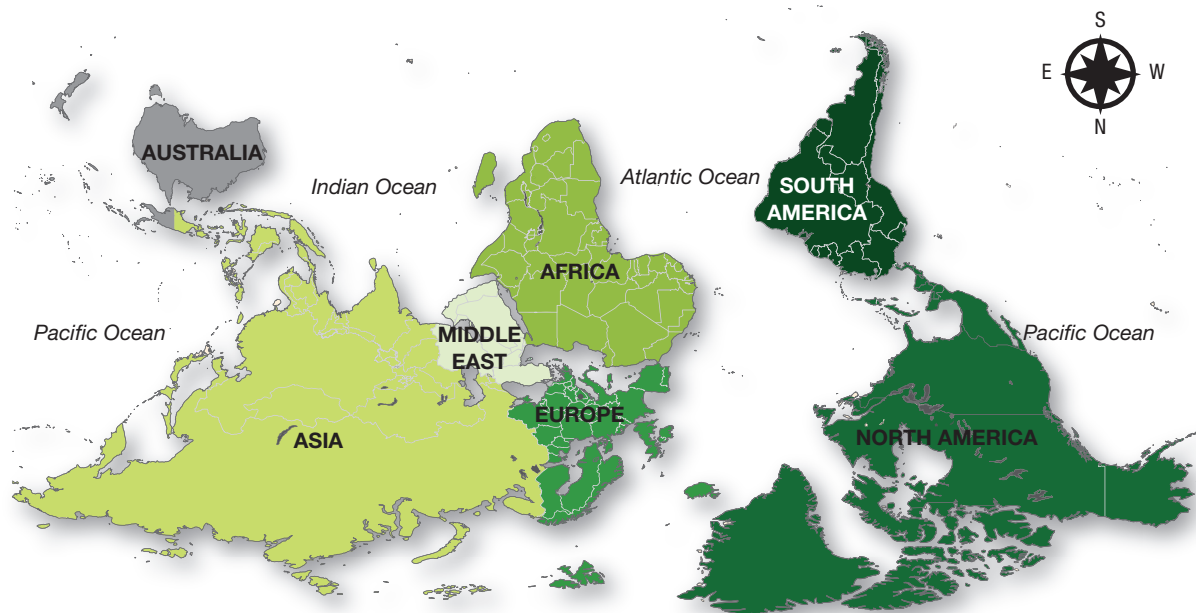 S
E
W
N
AUSTRALIA
Indian Ocean
Atlantic Ocean
SOUTH
AMERICA
AFRICA
Pacific Ocean
MIDDLE
EAST
Pacific Ocean
EUROPE
ASIA
NORTH AMERICA